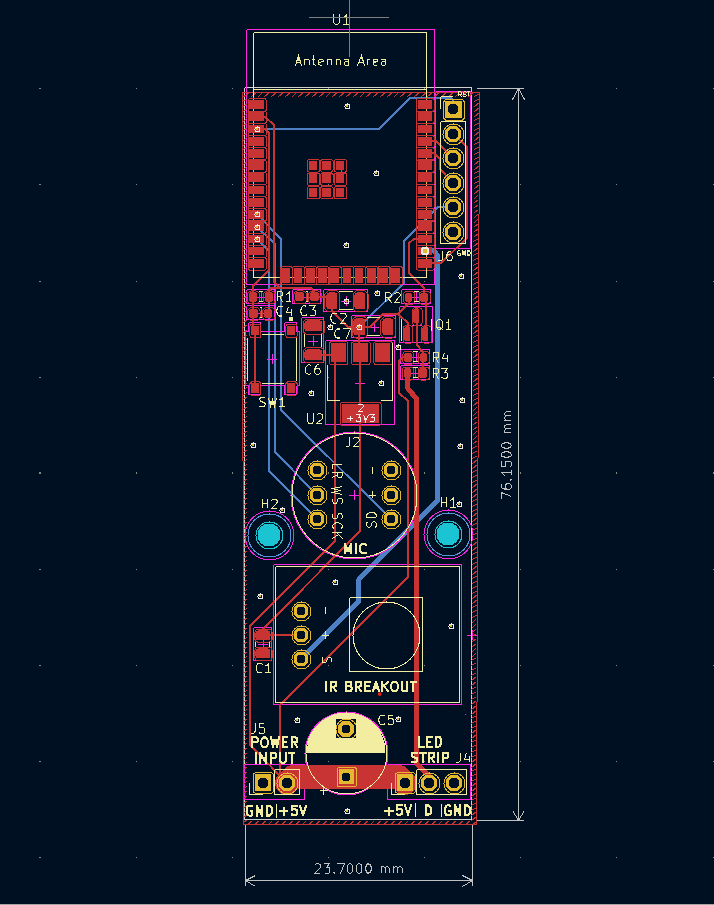 U1
Antenna Area
RST
J6
GND
R1
C3
R2
C4
C2
C7
Q1
R4
C6
R3
SW1
U2
2
+3V3
J2
LR WS SCK
-
+
SD
H2
H1
MIC
76.1500 mm
-
+
S
C1
IR BREAKOUT
J5
C5
POWER
INPUT
LED
STRIP
J4
+
GND|+5V
+5V| D |GND
23.7000 mm